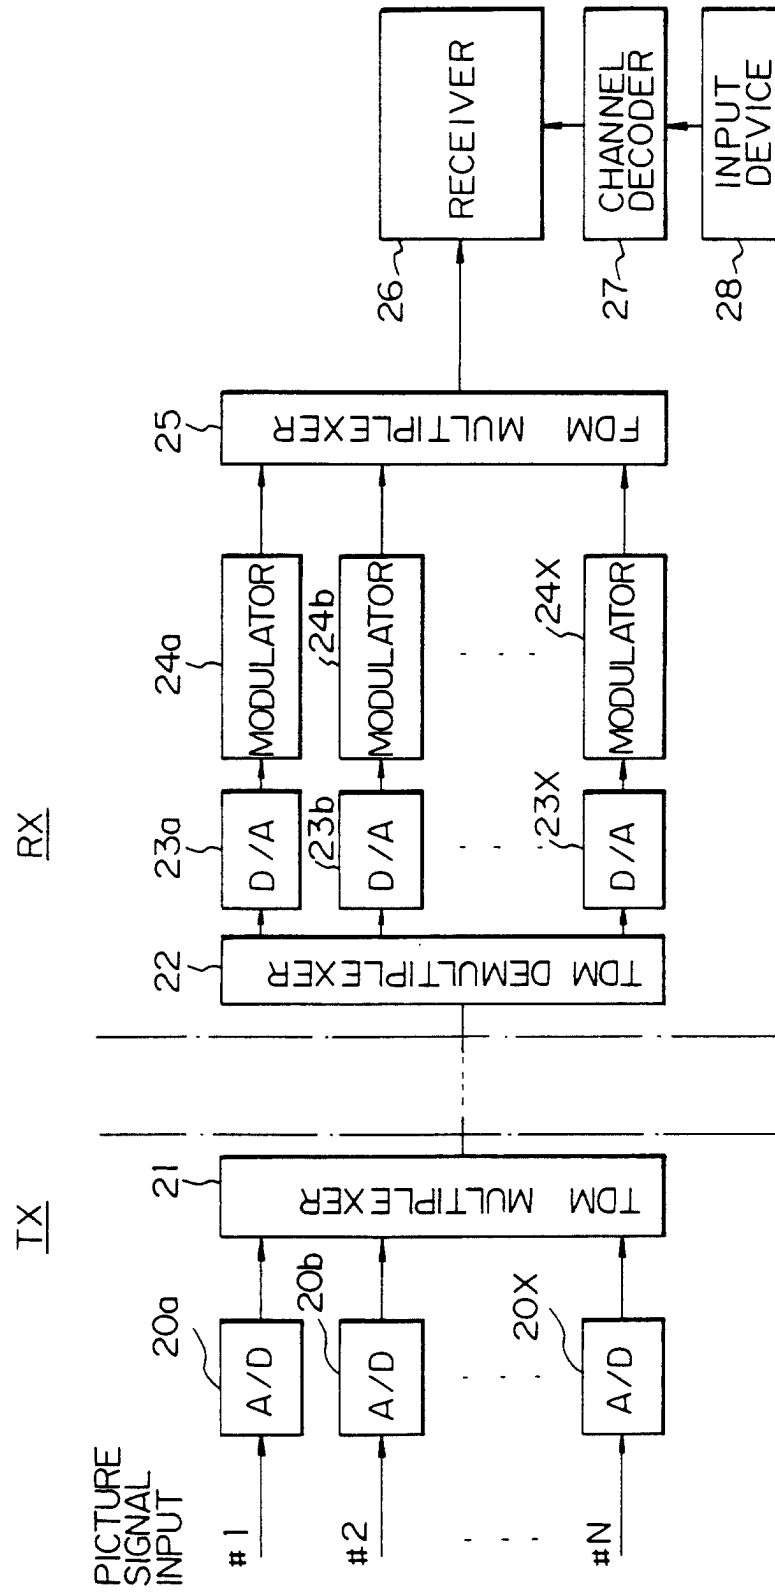 TX
RX
PICTURE
SIGNAL
INPUT
#1
#2
#N
20a
A/D
20b
A/D
20X
A/D
21
TDM MULTIPLEXER
22
TDM DEMULTIPLEXER
23a
D/A
23b
D/A
23X
D/A
24a
MODULATOR
24b
MODULATOR
24X
MODULATOR
25
FDM MULTIPLEXER
26
RECEIVER
27
CHANNEL
DECODER
28
INPUT
DEVICE